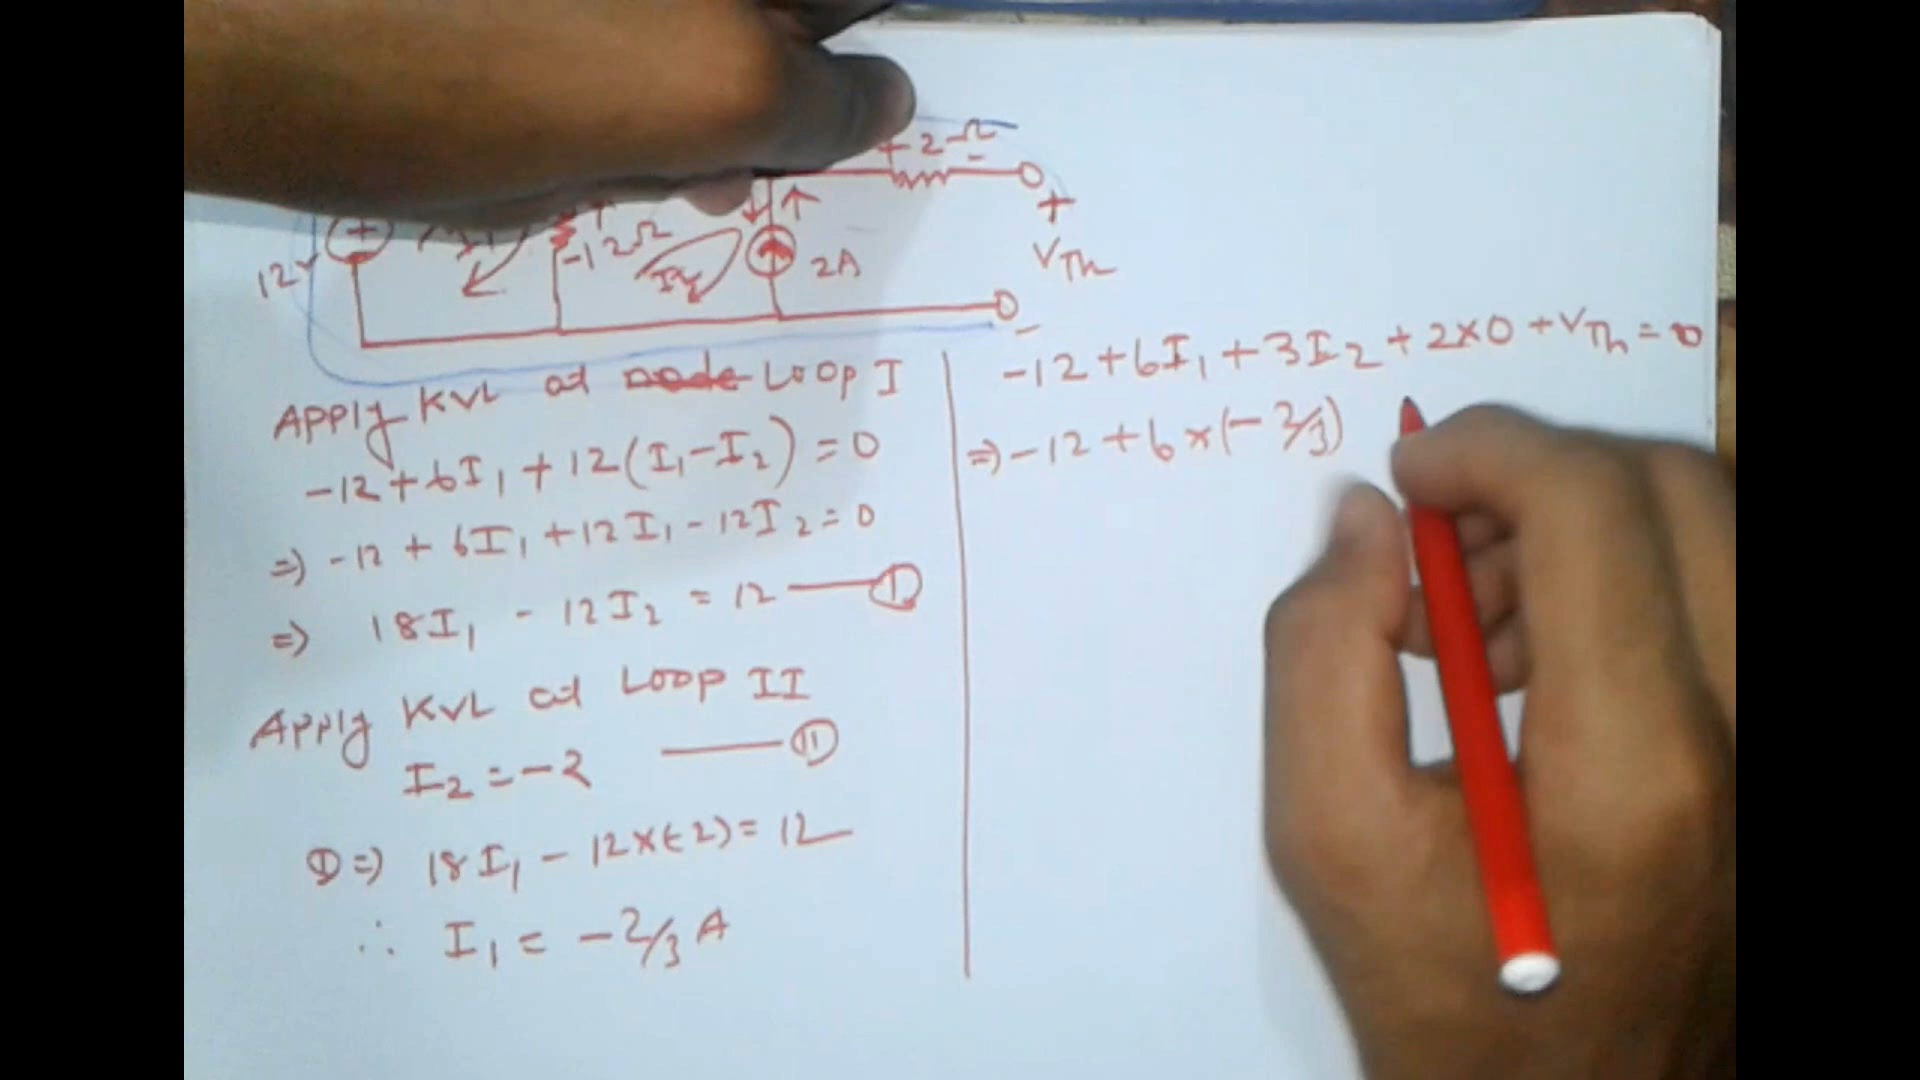 + 2Ω -
12V + -12Ω I2 2A + VTh -
Apply KVL at node Loop I
-12+6I₁+12(I₁-I₂)=0
=> -12 + 6I₁ +12I₁ -12I₂=0
=> 18I₁ - 12I₂ = 12 —— I
Apply KVL at Loop II
I₂=-2 —— II
I=> 18I₁ - 12×(-2)= 12
∴ I₁ = -2/3 A
-12+6I₁+3I₂+2×0+VTh=0
=>-12+6×(-2/3)